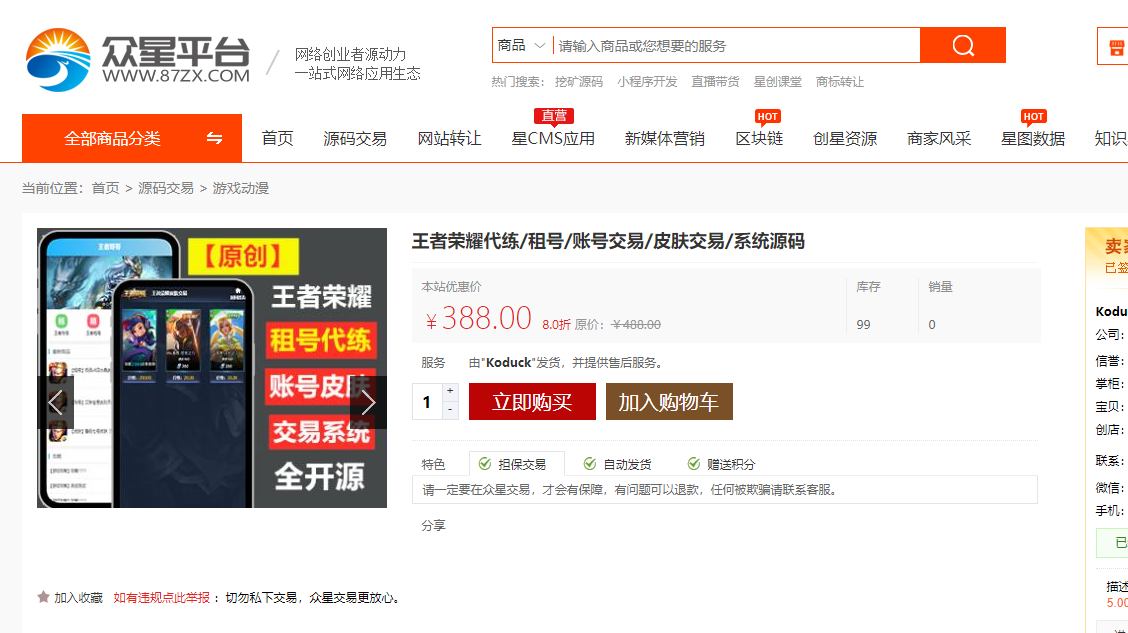 众星平台
WWW.87ZX.COM
网络创业者源动力
一站式网络应用生态
商品 请输入商品或您想要的服务
热门搜索: 挖矿源码 小程序开发 直播带货 星创课堂 商标转让
直营 HOT HOT
全部商品分类 首页 源码交易 网站转让 星CMS应用 新媒体营销 区块链 创星资源 商家风采 星图数据 知识
当前位置: 首页 > 源码交易 > 游戏动漫
【原创】
王者荣耀
租号代练
账号皮肤
交易系统
全开源
王者荣耀代练/租号/账号交易/皮肤交易/系统源码
本站优惠价 库存 销量
¥388.00 8.0折 原价: ¥488.00 99 0
服务 由"Koduck"发货，并提供售后服务。
1 + - 立即购买 加入购物车
特色 担保交易 自动发货 赠送积分
请一定要在众星交易，才会有保障，有问题可以退款，任何被欺骗请联系客服。
分享
加入收藏 如有违规点此举报： 切勿私下交易，众星交易更放心。
卖家
已签
Kodu
公司:
信誉:
掌柜:
宝贝:
创店:
联系:
微信:
手机:
已
描述
5.00